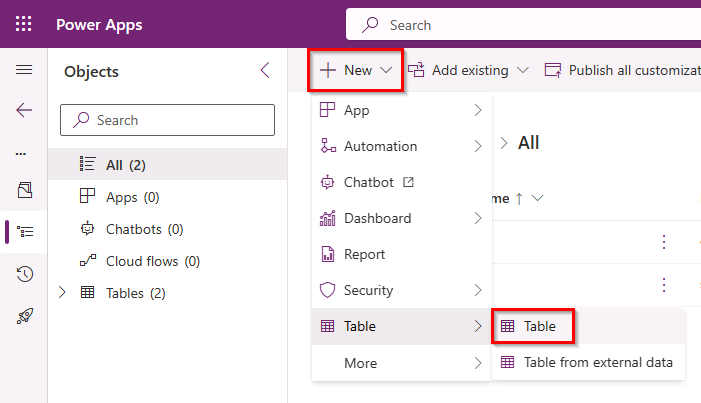 Power Apps
Search
Objects
New
Add existing
Publish all customizat
Search
App
All (2)
Automation
All
Apps (0)
Chatbot
me ↑
Chatbots (0)
Dashboard
Cloud flows (0)
Report
Tables (2)
Security
Table
Table
More
Table from external data